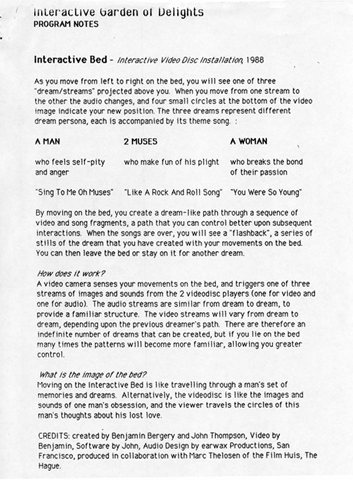 Interactive Garden of Delights
PROGRAM NOTES
Interactive Bed - Interactive Video Disc Installation, 1988
As you move from left to right on the bed, you will see one of three
"dream/streams" projected above you. When you move from one stream to
the other the audio changes, and four small circles at the bottom of the video
image indicate your new position. The three dreams represent different
dream persona, each is accompanied by its theme song. :
A MAN 2 MUSES A WOMAN
who feels self-pity who make fun of his plight who breaks the bond
and anger of their passion
"Sing To Me Oh Muses" "Like A Rock And Roll Song" "You Were So Young"
By moving on the bed, you create a dream-like path through a sequence of
video and song fragments, a path that you can control better upon subsequent
interactions. When the songs are over, you will see a "flashback", a series of
stills of the dream that you have created with your movements on the bed.
You can then leave the bed or stay on it for another dream.
How does it work?
A video camera senses your movements on the bed, and triggers one of three
streams of images and sounds from the 2 videodisc players (one for video and
one for audio). The audio streams are similar from dream to dream, to
provide a familiar structure. The video streams will vary from dream to
dream, depending upon the previous dreamer's path. There are therefore an
indefinite number of dreams that can be created, but if you lie on the bed
many times the patterns will become more familiar, allowing you greater
control.
What is the image of the bed?
Moving on the Interactive Bed is like travelling through a man's set of
memories and dreams. Alternatively, the videodisc is like the images and
sounds of one man's obsession, and the viewer travels the circles of this
man's thoughts about his lost love.
CREDITS: created by Benjamin Bergery and John Thompson, Video by
Benjamin, Software by John, Audio Design by earwax Productions, San
Francisco, produced in collaboration with Marc Thelosen of the Film Huis, The
Hague.